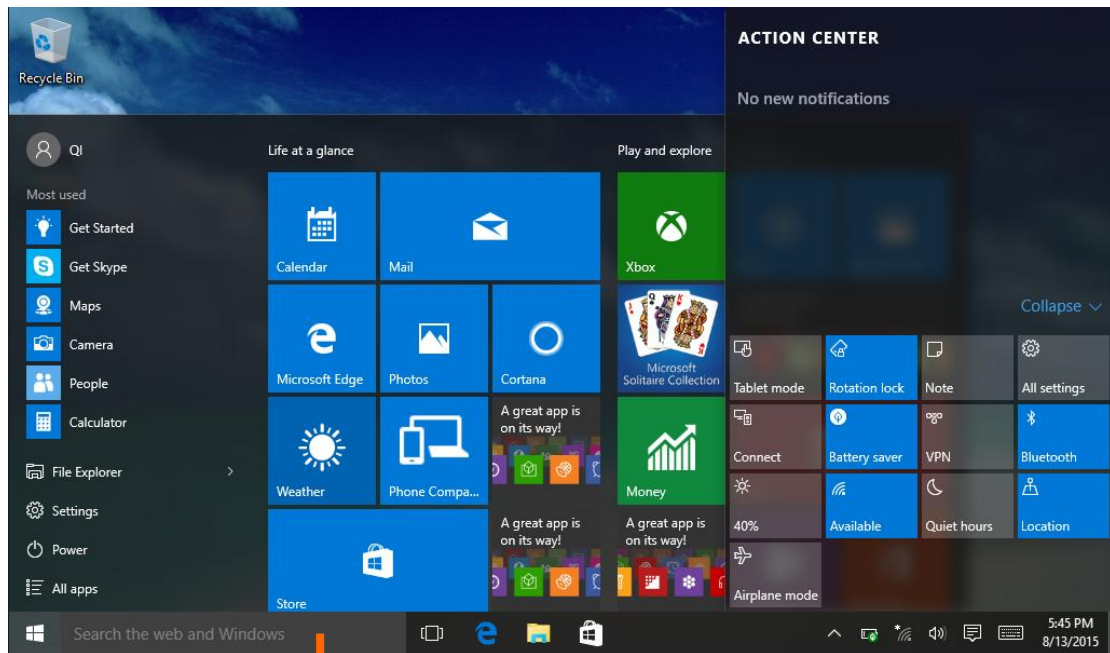 Recycle Bin
ACTION CENTER
No new notifications
QI
Most used
Get Started
Get Skype
Maps
Camera
People
Calculator
File Explorer
Settings
Power
All apps
Life at a glance
Calendar
Mail
Microsoft Edge
Photos
Cortana
Weather
Phone Compa...
A great app is
on its way!
Store
A great app is
on its way!
Play and explore
Xbox
Microsoft
Solitaire Collection
Money
A great app is
on its way!
Collapse
Tablet mode
Rotation lock
Note
All settings
Connect
Battery saver
VPN
Bluetooth
40%
Available
Quiet hours
Location
Airplane mode
Search the web and Windows
5:45 PM
8/13/2015